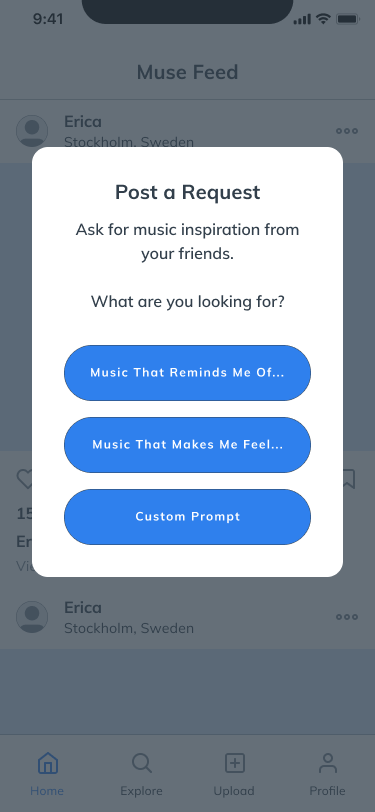 9:41
Muse Feed
Erica
Stockholm, Sweden
Post a Request
Ask for music inspiration from
your friends.
What are you looking for?
Music That Reminds Me Of...
Music That Makes Me Feel...
Custom Prompt
15
Er
Vie
Erica
Stockholm, Sweden
Home
Explore
Upload
Profile